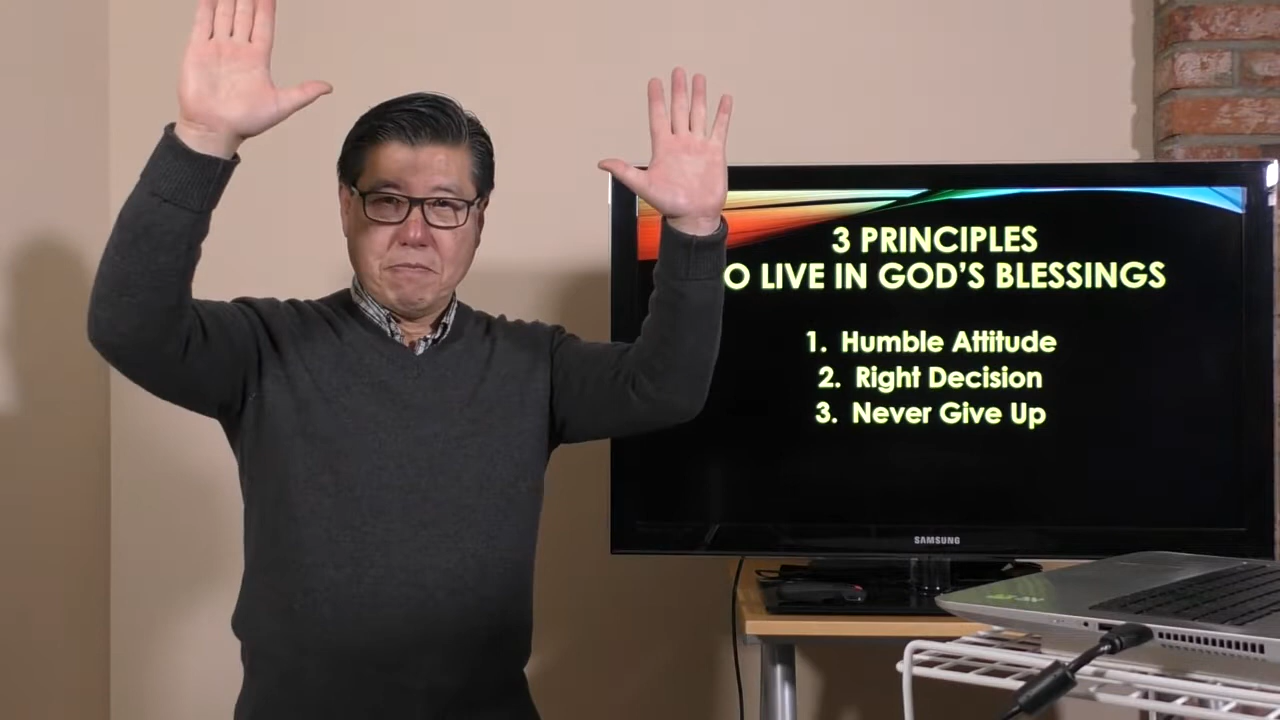 3 PRINCIPLES
O LIVE IN GOD'S BLESSINGS
1. Humble Attitude
2. Right Decision
3. Never Give Up
SAMSUNG